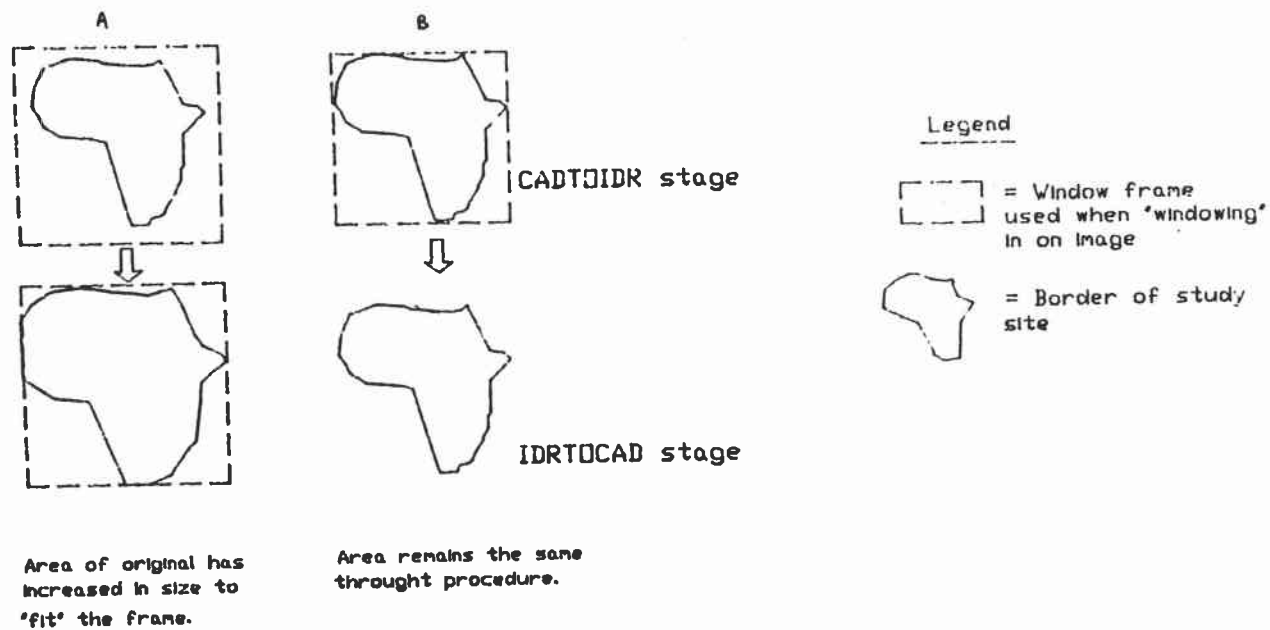 A
B
CADTOIDR stage
Legend
= Window frame
used when "windowing"
in on image
= Border of study
site
IDRTOCAD stage
Area of original has
increased in size to
"fit" the frame.
Area remains the same
throught procedure.